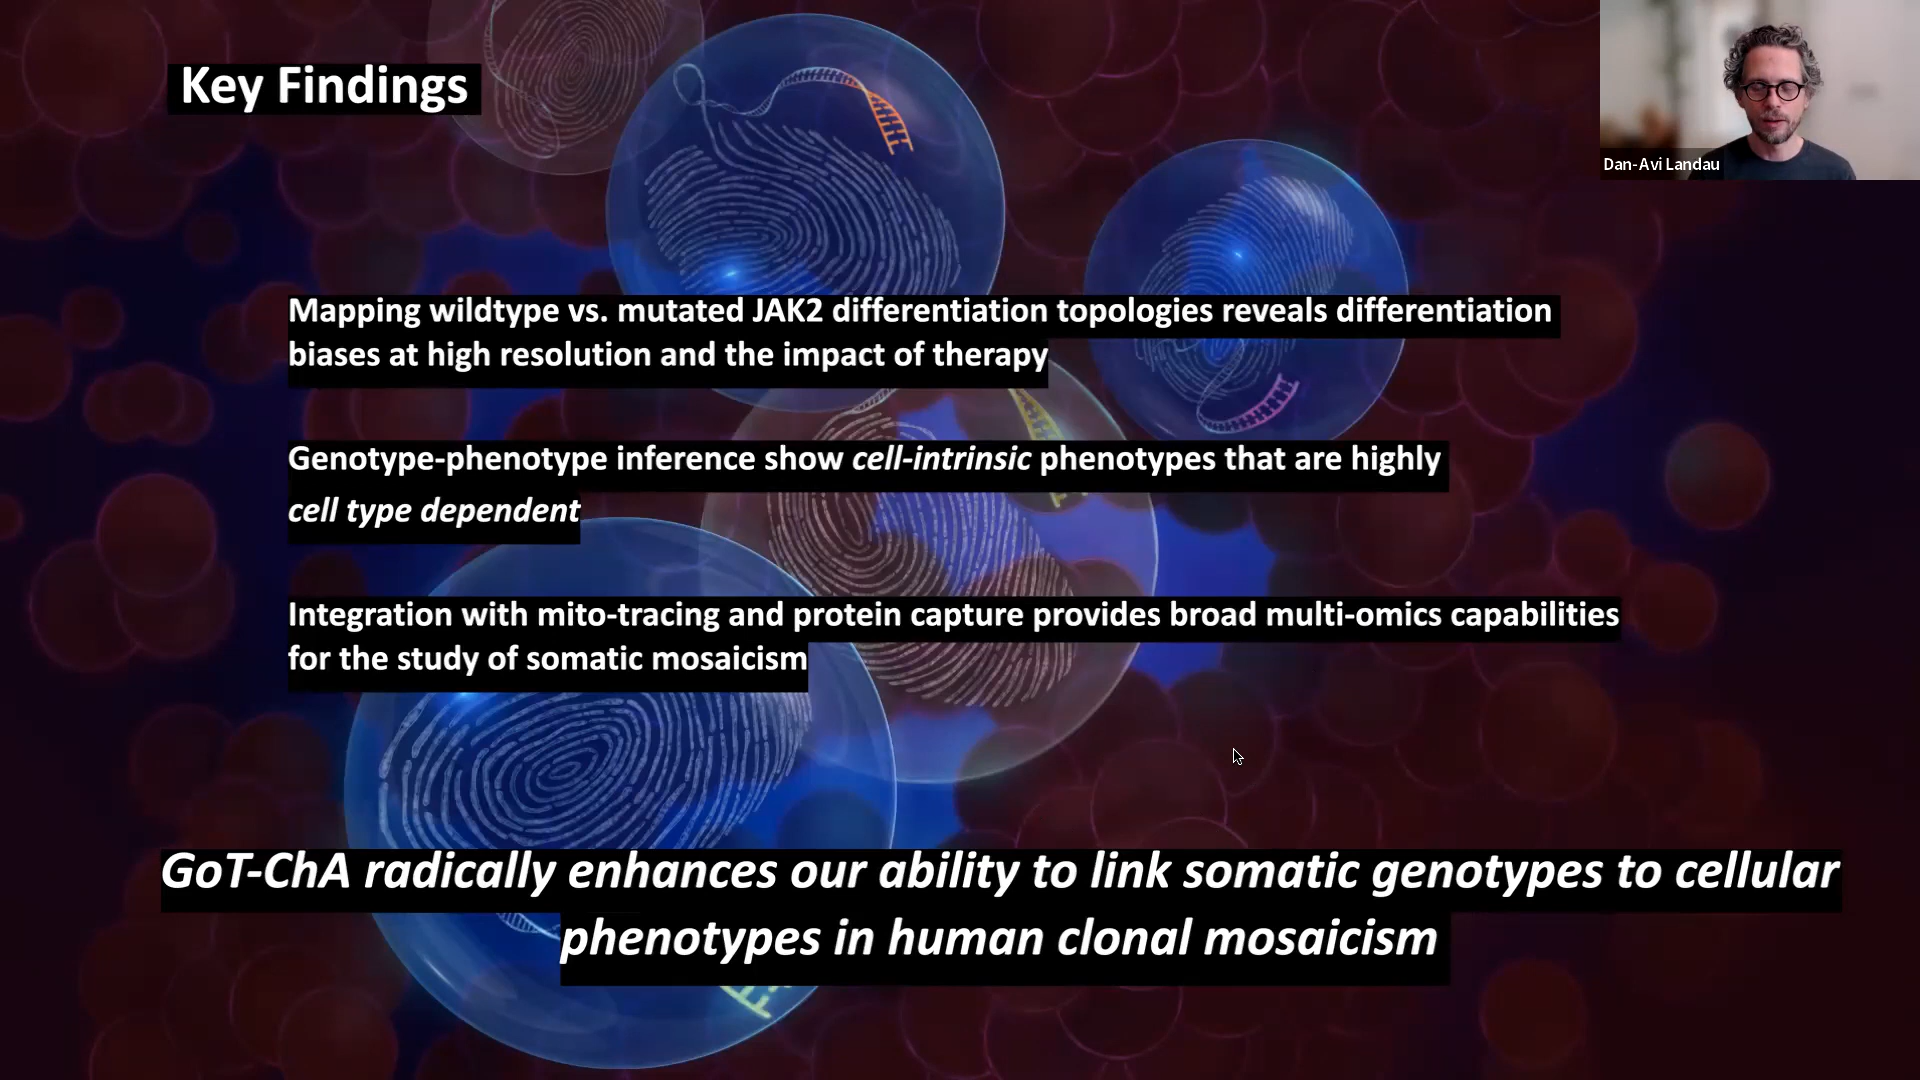 Key Findings
Dan-Avi Landau
Mapping wildtype vs. mutated JAK2 differentiation topologies reveals differentiation
biases at high resolution and the impact of therapy
Genotype-phenotype inference show cell-intrinsic phenotypes that are highly
cell type dependent
Integration with mito-tracing and protein capture provides broad multi-omics capabilities
for the study of somatic mosaicism
GoT-ChA radically enhances our ability to link somatic genotypes to cellular
phenotypes in human clonal mosaicism